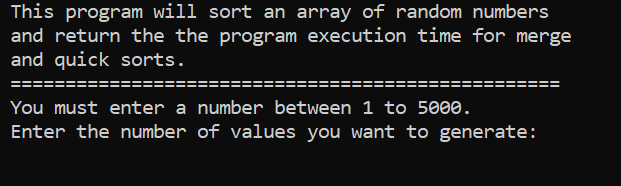 This program will sort an array of random numbers
and return the the program execution time for merge
and quick sorts.
==================================================
You must enter a number between 1 to 5000.
Enter the number of values you want to generate: